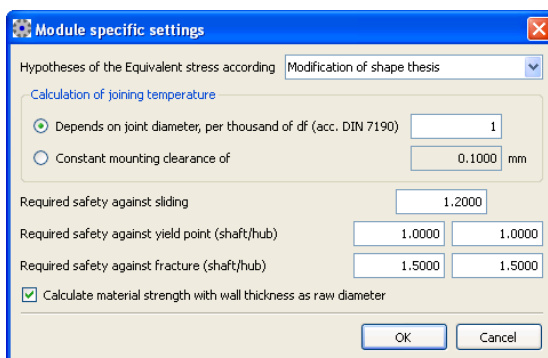 Module specific settings
Hypotheses of the Equivalent stress according Modification of shape thesis
Calculation of joining temperature
Depends on joint diameter, per thousand of df (acc. DIN 7190) 1
Constant mounting clearance of 0.1000 mm
Required safety against sliding 1.2000
Required safety against yield point (shaft/hub) 1.0000 1.0000
Required safety against fracture (shaft/hub) 1.5000 1.5000
Calculate material strength with wall thickness as raw diameter
OK Cancel